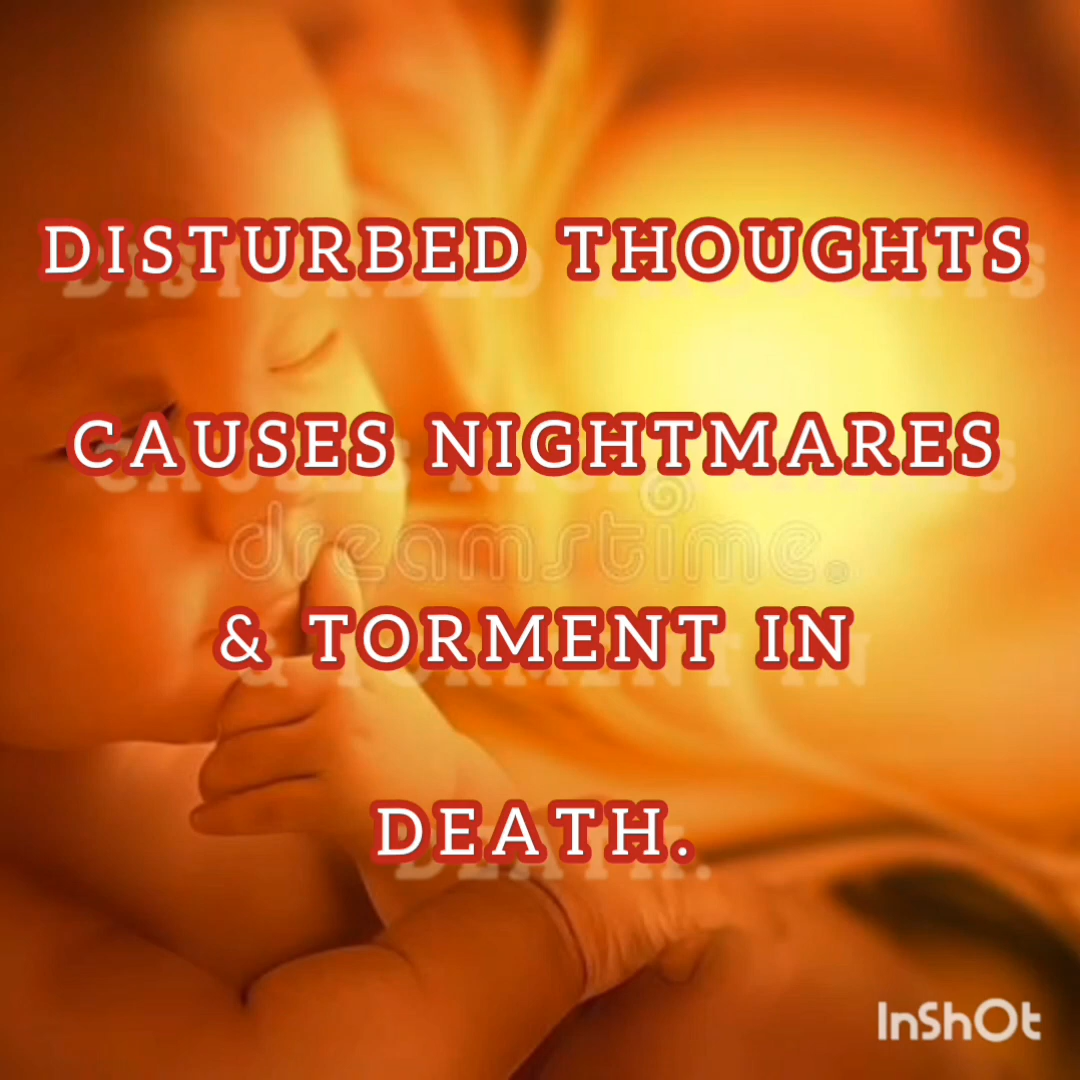 DISTURBED THOUGHTS
CAUSES NIGHTMARES
dreamstime.
& TORMENT IN
DEATH.
InShOt